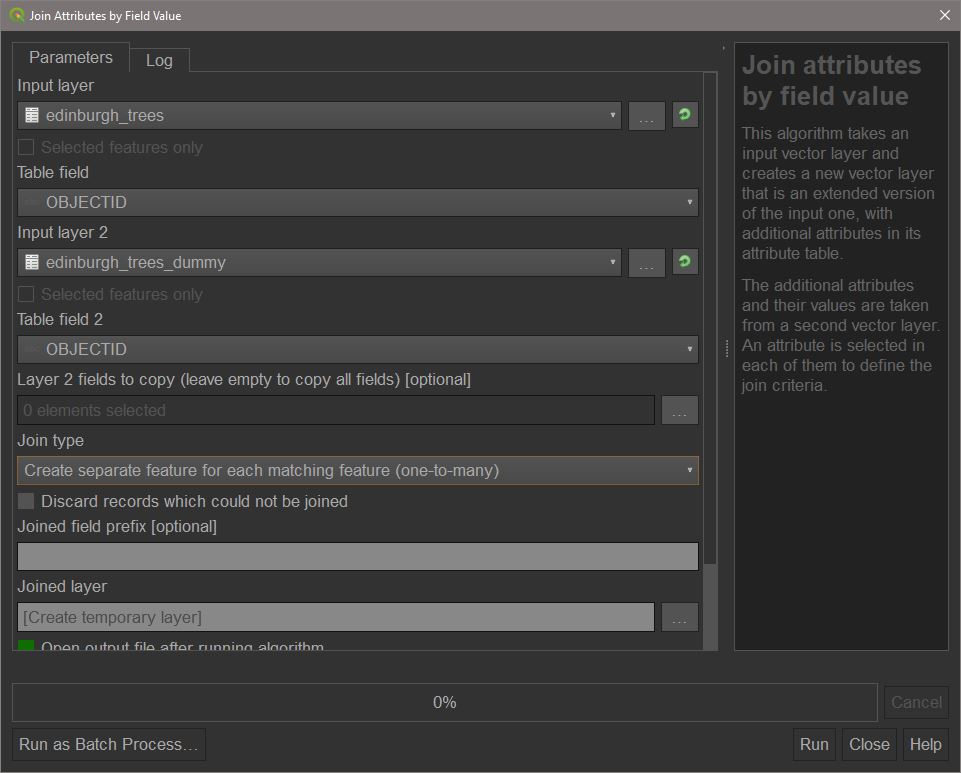 Join Attributes by Field Value
Parameters
Log
Input layer
edinburgh_trees
...
Selected features only
Table field
OBJECTID
Input layer 2
edinburgh_trees_dummy
...
Selected features only
Table field 2
OBJECTID
Layer 2 fields to copy (leave empty to copy all fields) [optional]
0 elements selected
...
Join type
Create separate feature for each matching feature (one-to-many)
Discard records which could not be joined
Joined field prefix [optional]
Joined layer
[Create temporary layer]
...
Open output file after running algorithm
Join attributes
by field value
This algorithm takes an
input vector layer and
creates a new vector layer
that is an extended version
of the input one, with
additional attributes in its
attribute table.
The additional attributes
and their values are taken
from a second vector layer.
An attribute is selected in
each of them to define the
join criteria.
0%
Cancel
Run as Batch Process...
Run
Close
Help